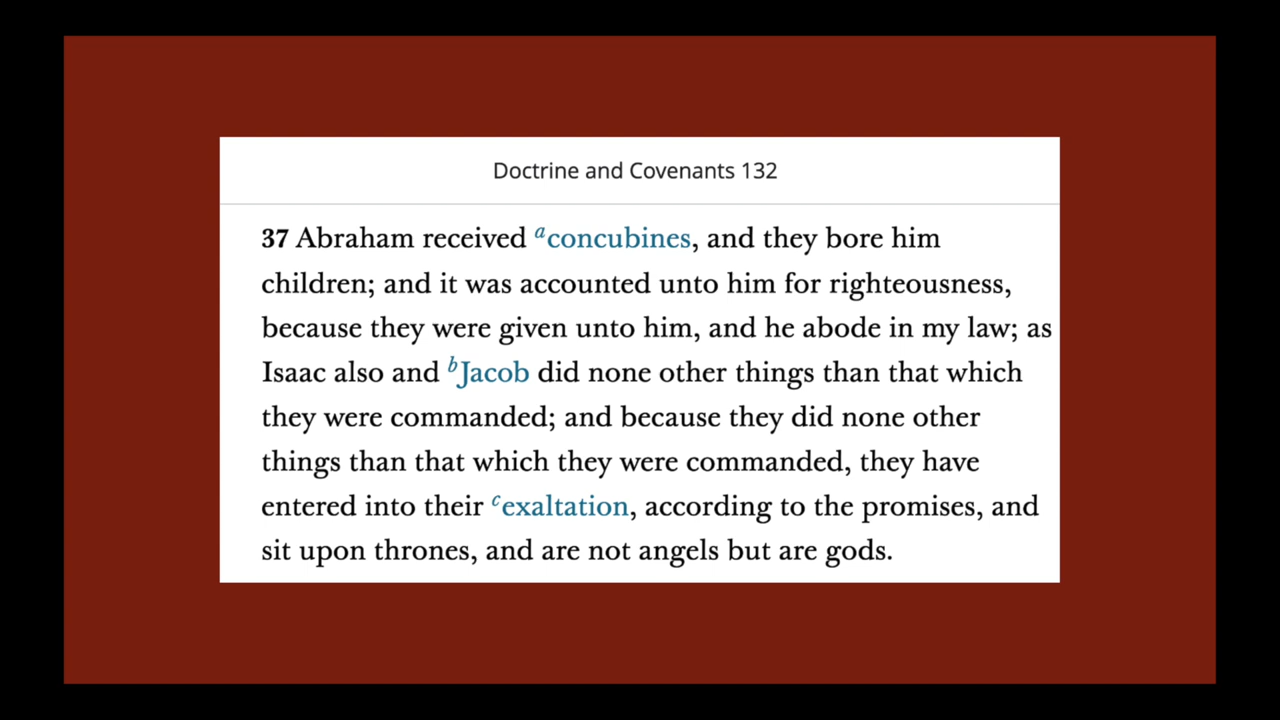 Doctrine and Covenants 132
37 Abraham received ᵃconcubines, and they bore him
children; and it was accounted unto him for righteousness,
because they were given unto him, and he abode in my law; as
Isaac also and ᵇJacob did none other things than that which
they were commanded; and because they did none other
things than that which they were commanded, they have
entered into their ᶜexaltation, according to the promises, and
sit upon thrones, and are not angels but are gods.